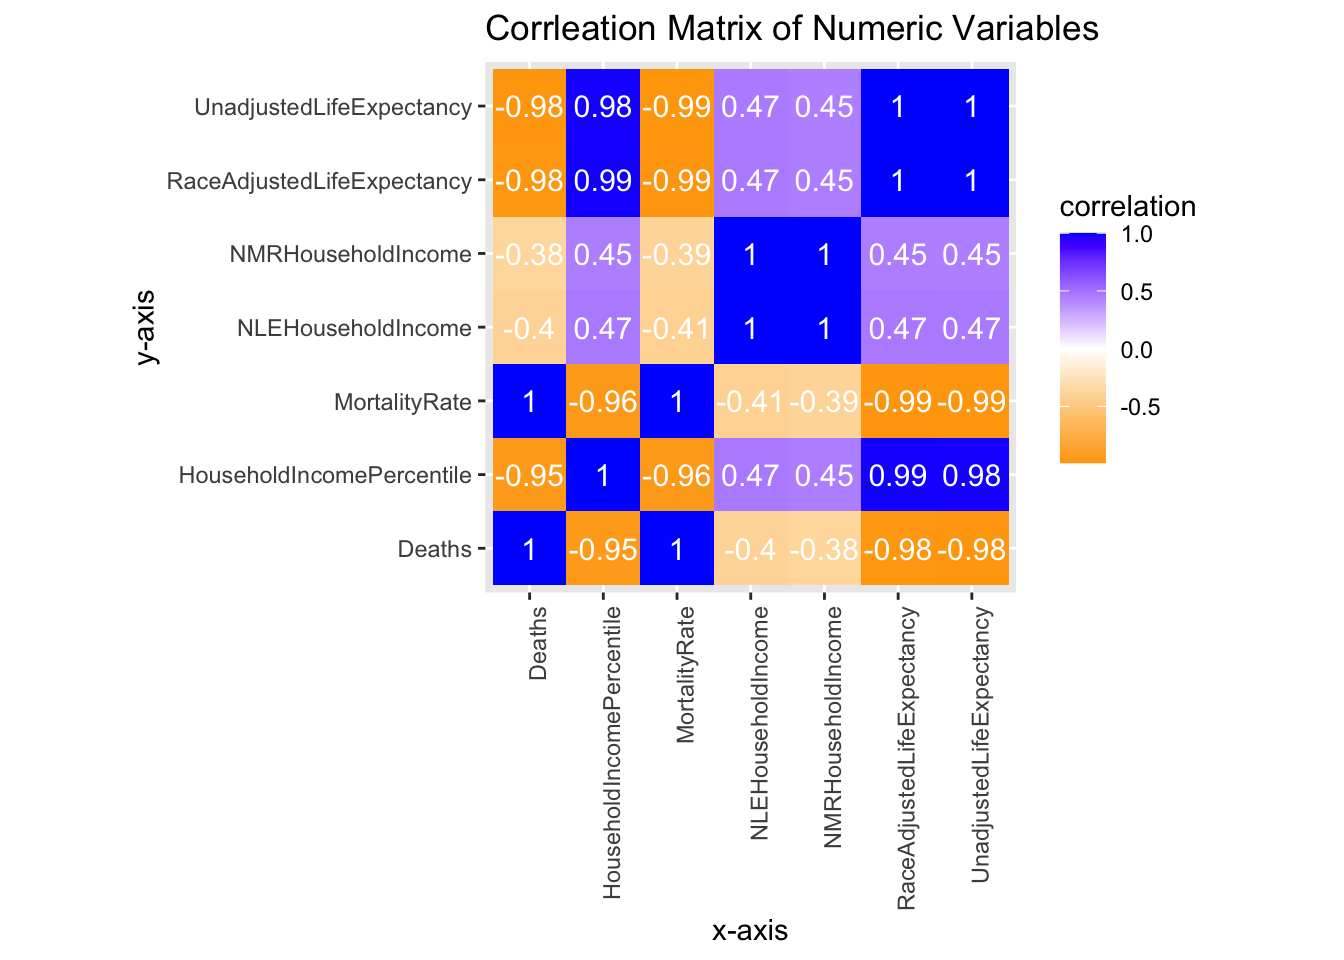 Corrleation Matrix of Numeric Variables
UnadjustedLifeExpectancy -0.98 0.98 -0.99 0.47 0.45 1 1
RaceAdjustedLifeExpectancy -0.98 0.99 -0.99 0.47 0.45 1 1
NMRHouseholdIncome -0.38 0.45 -0.39 1 1 0.45 0.45
NLEHouseholdIncome -0.4 0.47 -0.41 1 1 0.47 0.47
MortalityRate 1 -0.96 1 -0.41 -0.39 -0.99 -0.99
HouseholdIncomePercentile -0.95 1 -0.96 0.47 0.45 0.99 0.98
Deaths 1 -0.95 1 -0.4 -0.38 -0.98 -0.98
y-axis
Deaths
HouseholdIncomePercentile
MortalityRate
NLEHouseholdIncome
NMRHouseholdIncome
RaceAdjustedLifeExpectancy
UnadjustedLifeExpectancy
x-axis
correlation
1.0
0.5
0.0
-0.5